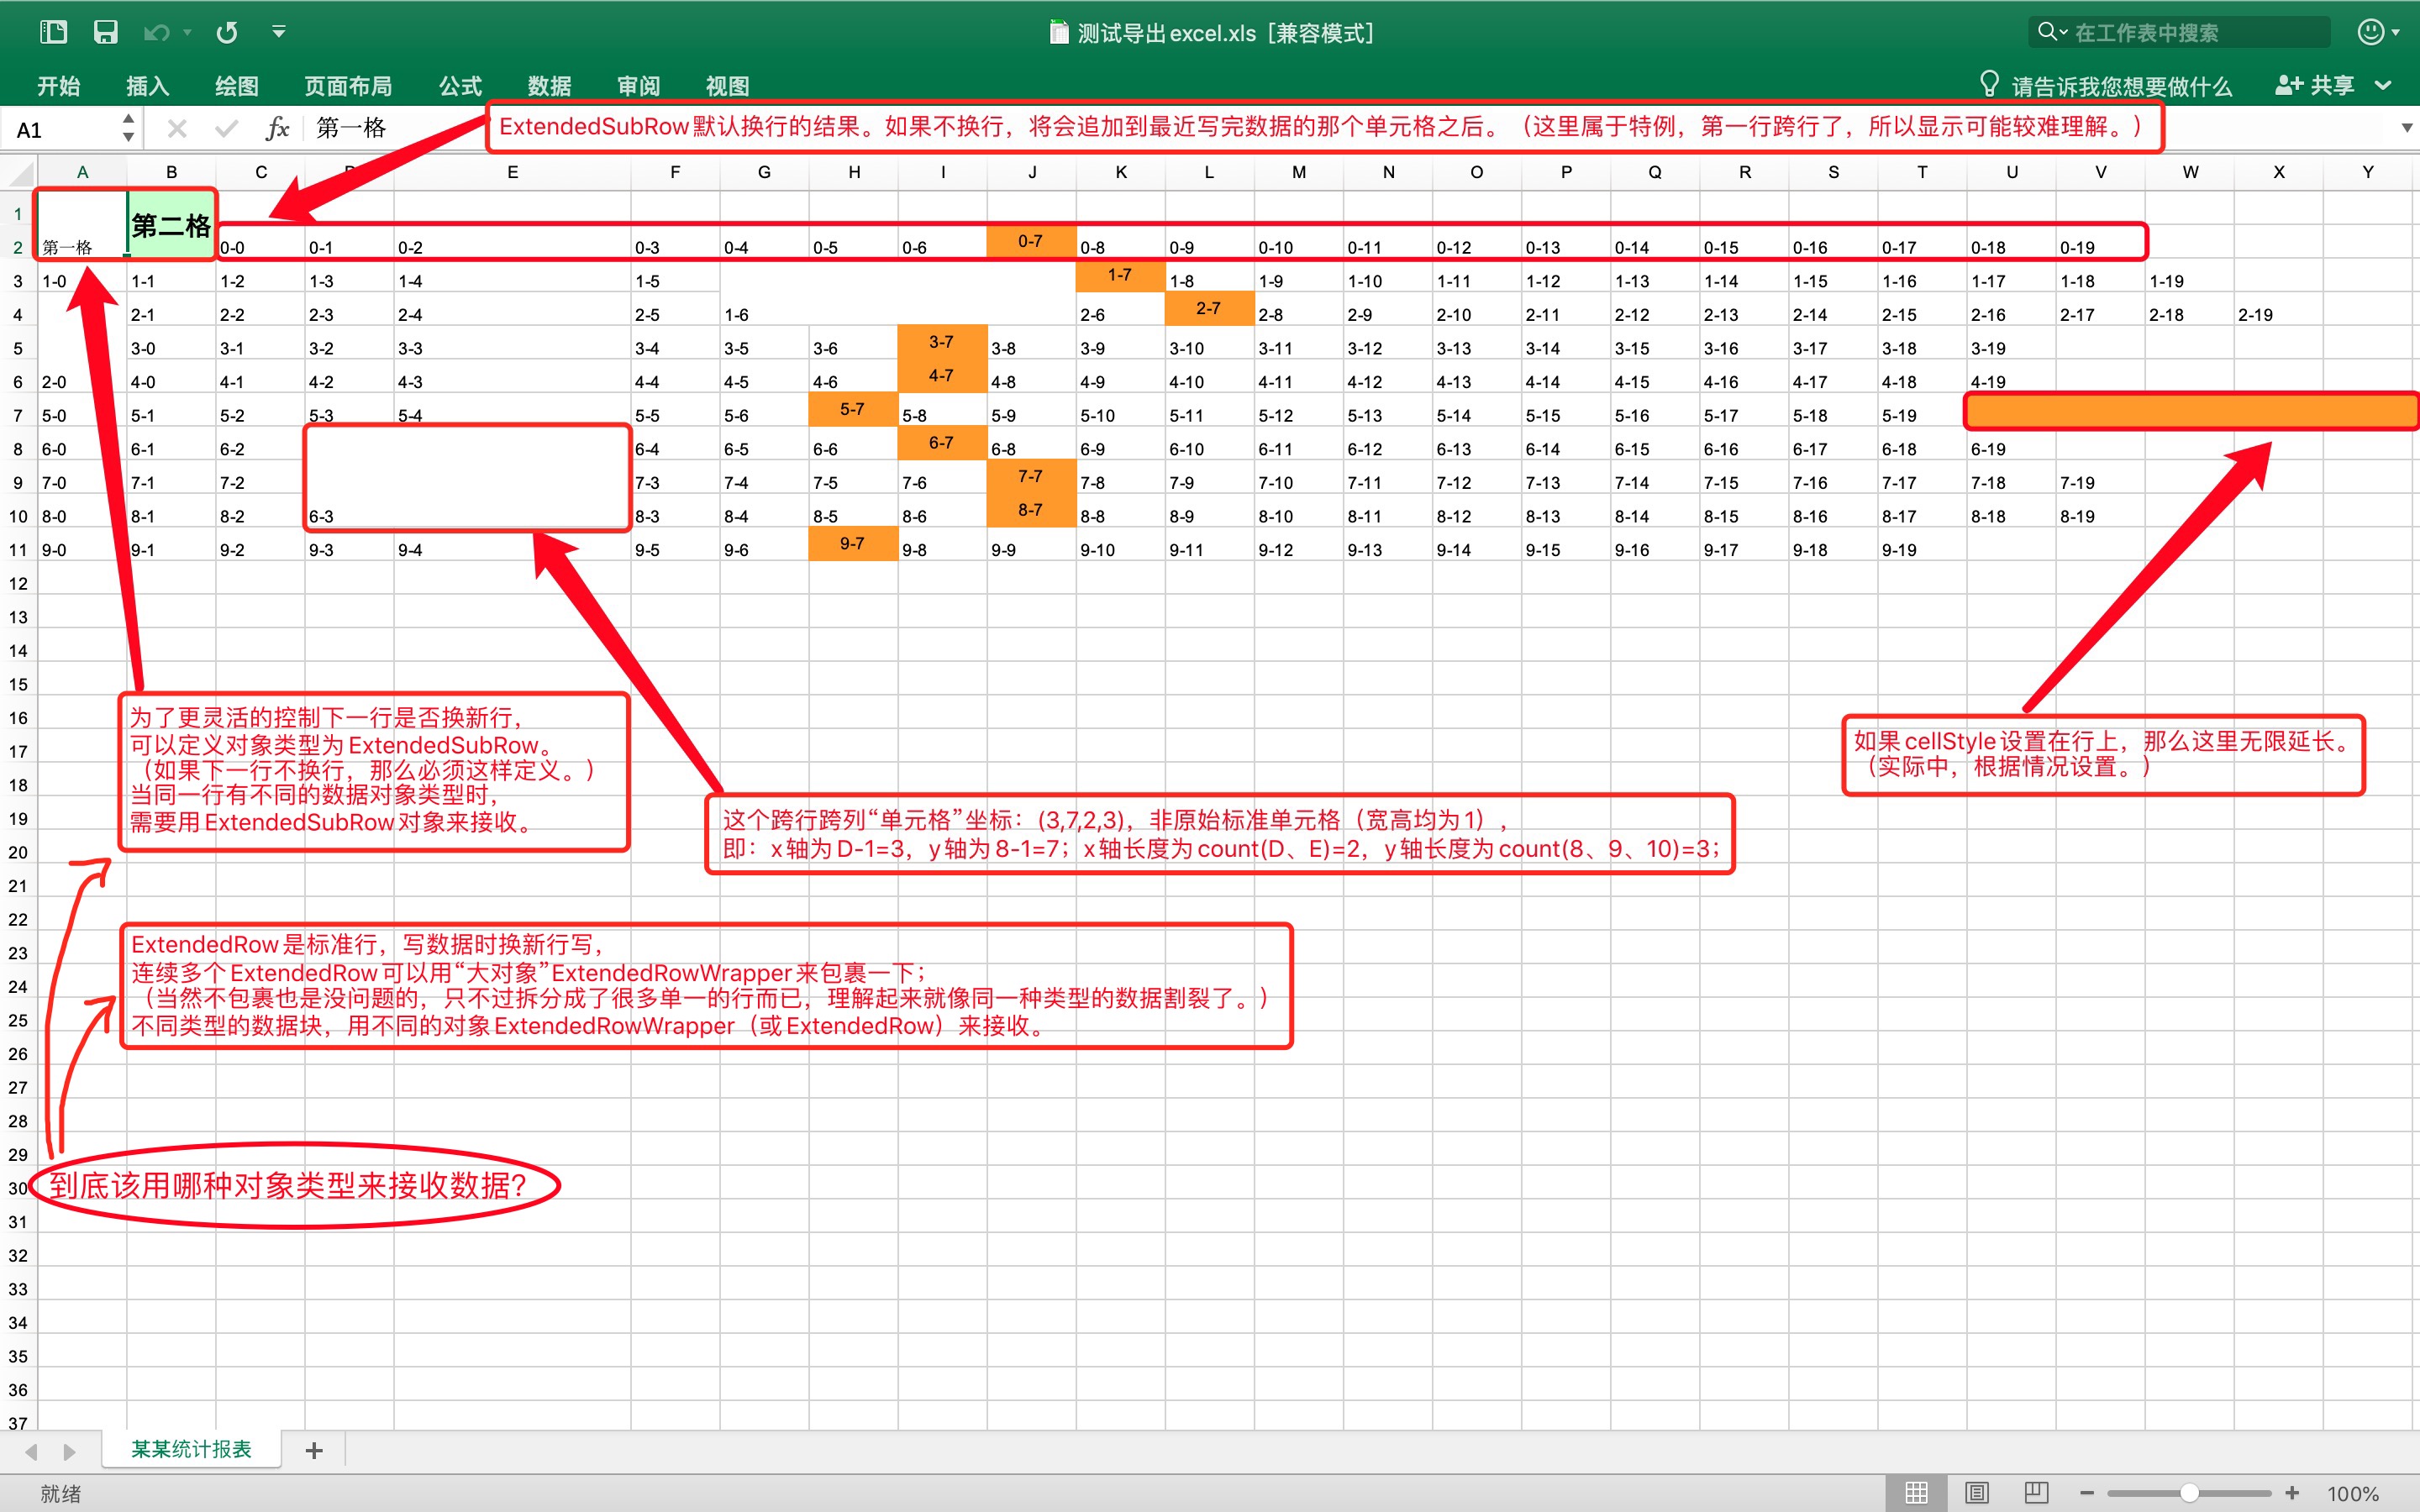 测试导出excel.xls [兼容模式]
在工作表中搜索
开始 插入 绘图 页面布局 公式 数据 审阅 视图
请告诉我您想要做什么 共享
A1 fx 第一格
ExtendedSubRow默认换行的结果。如果不换行，将会追加到最近写完数据的那个单元格之后。（这里属于特例，第一行跨行了，所以显示可能较难理解。）
A B C D E F G H I J K L M N O P Q R S T U V W X Y
1 第二格
2 第一格 0-0 0-1 0-2 0-3 0-4 0-5 0-6 0-7 0-8 0-9 0-10 0-11 0-12 0-13 0-14 0-15 0-16 0-17 0-18 0-19
3 1-0 1-1 1-2 1-3 1-4 1-5 1-7 1-8 1-9 1-10 1-11 1-12 1-13 1-14 1-15 1-16 1-17 1-18 1-19
4 2-1 2-2 2-3 2-4 2-5 1-6 2-6 2-7 2-8 2-9 2-10 2-11 2-12 2-13 2-14 2-15 2-16 2-17 2-18 2-19
5 3-0 3-1 3-2 3-3 3-4 3-5 3-6 3-7 3-8 3-9 3-10 3-11 3-12 3-13 3-14 3-15 3-16 3-17 3-18 3-19
6 2-0 4-0 4-1 4-2 4-3 4-4 4-5 4-6 4-7 4-8 4-9 4-10 4-11 4-12 4-13 4-14 4-15 4-16 4-17 4-18 4-19
7 5-0 5-1 5-2 5-3 5-4 5-5 5-6 5-7 5-8 5-9 5-10 5-11 5-12 5-13 5-14 5-15 5-16 5-17 5-18 5-19
8 6-0 6-1 6-2 6-4 6-5 6-6 6-7 6-8 6-9 6-10 6-11 6-12 6-13 6-14 6-15 6-16 6-17 6-18 6-19
9 7-0 7-1 7-2 7-3 7-4 7-5 7-6 7-7 7-8 7-9 7-10 7-11 7-12 7-13 7-14 7-15 7-16 7-17 7-18 7-19
10 8-0 8-1 8-2 6-3 8-3 8-4 8-5 8-6 8-7 8-8 8-9 8-10 8-11 8-12 8-13 8-14 8-15 8-16 8-17 8-18 8-19
11 9-0 9-1 9-2 9-3 9-4 9-5 9-6 9-7 9-8 9-9 9-10 9-11 9-12 9-13 9-14 9-15 9-16 9-17 9-18 9-19
12
13
14
15
16
17
18
19
20
21
22
23
24
25
26
27
28
29
30
31
32
33
34
35
36
37
为了更灵活的控制下一行是否换新行，
可以定义对象类型为ExtendedSubRow。
（如果下一行不换行，那么必须这样定义。）
当同一行有不同的数据对象类型时，
需要用ExtendedSubRow对象来接收。
如果cellStyle设置在行上，那么这里无限延长。
（实际中，根据情况设置。）
这个跨行跨列“单元格”坐标：(3,7,2,3)，非原始标准单元格（宽高均为1），
即：x轴为D-1=3，y轴为8-1=7；x轴长度为count(D、E)=2，y轴长度为count(8、9、10)=3；
ExtendedRow是标准行，写数据时换新行写，
连续多个ExtendedRow可以用“大对象”ExtendedRowWrapper来包裹一下；
（当然不包裹也是没问题的，只不过拆分成了很多单一的行而已，理解起来就像同一种类型的数据割裂了。）
不同类型的数据块，用不同的对象ExtendedRowWrapper（或ExtendedRow）来接收。
到底该用哪种对象类型来接收数据?
某某统计报表
就绪
100%